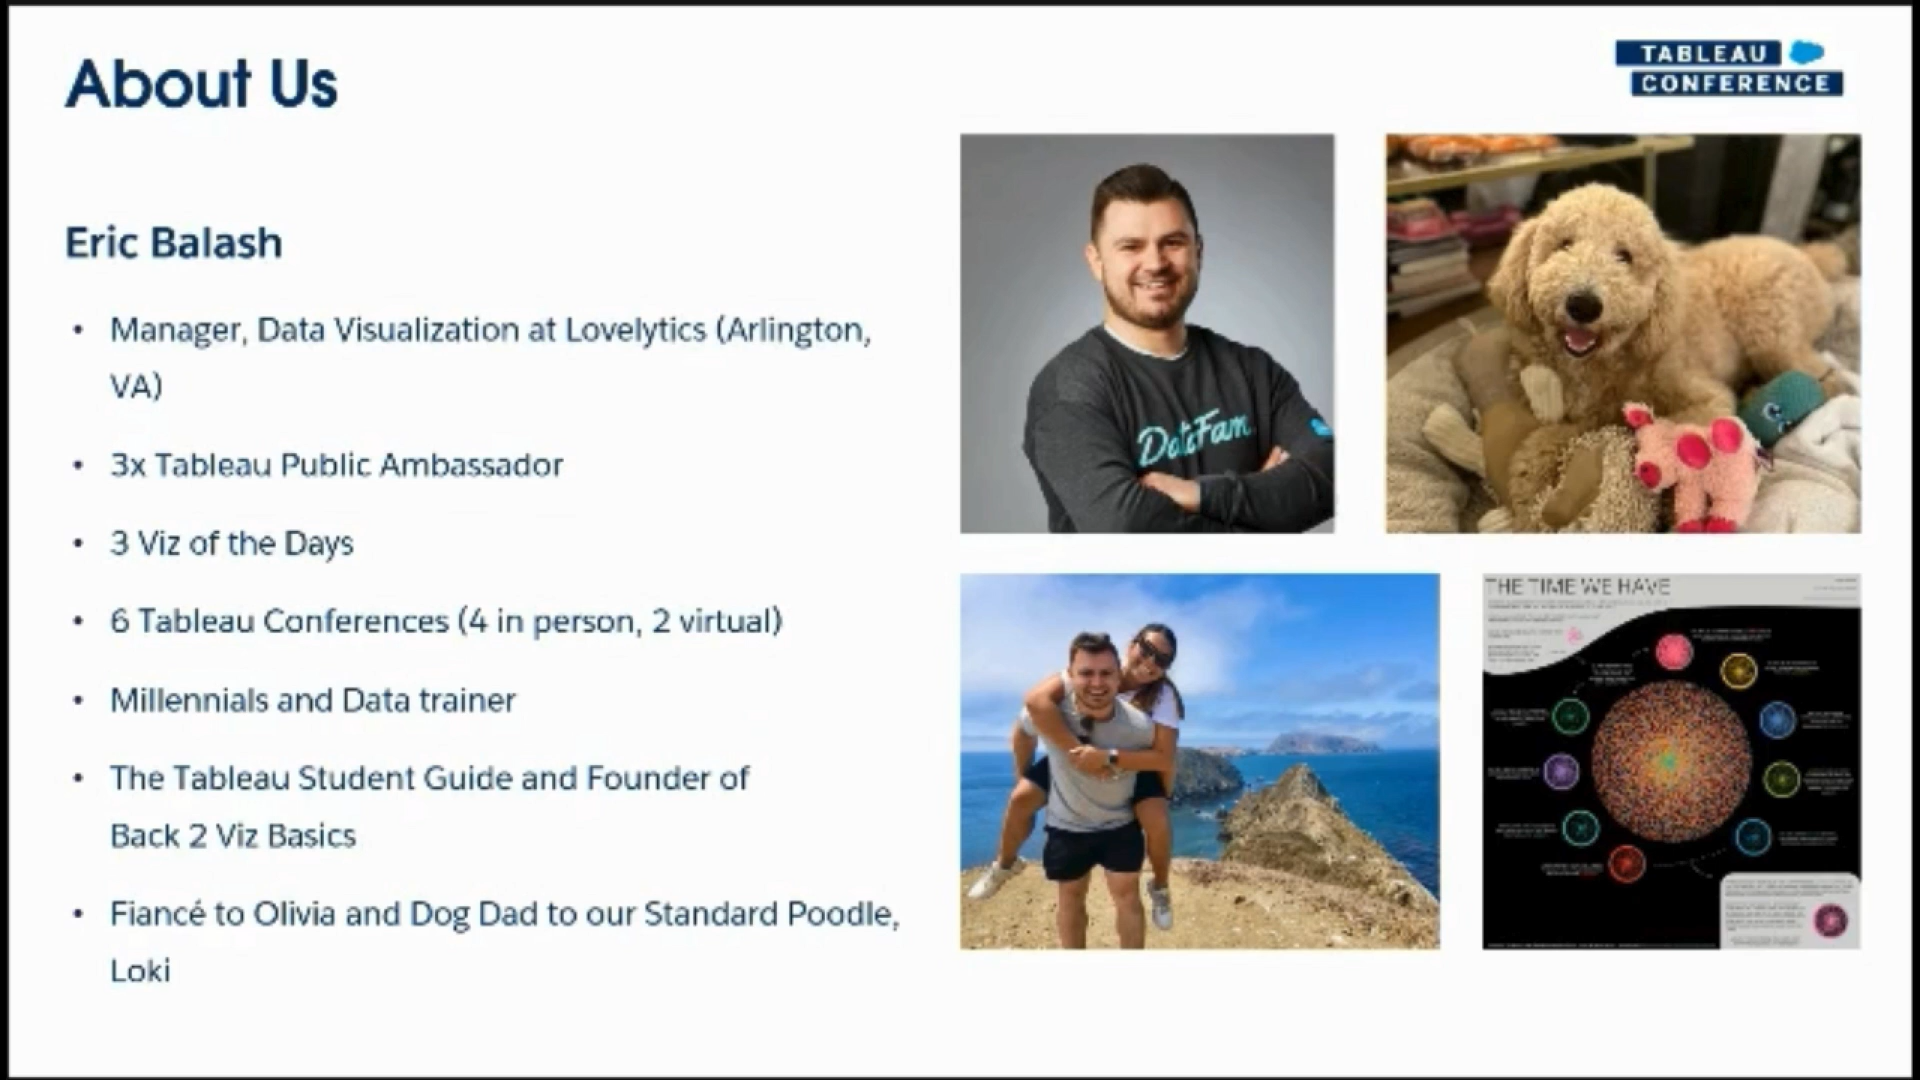 About Us
TABLEAU
CONFERENCE
Eric Balash
• Manager, Data Visualization at Lovelytics (Arlington,
VA)
• 3x Tableau Public Ambassador
• 3 Viz of the Days
• 6 Tableau Conferences (4 in person, 2 virtual)
• Millennials and Data trainer
• The Tableau Student Guide and Founder of
Back 2 Viz Basics
• Fiancé to Olivia and Dog Dad to our Standard Poodle,
Loki
DataFam
THE TIME WE HAVE